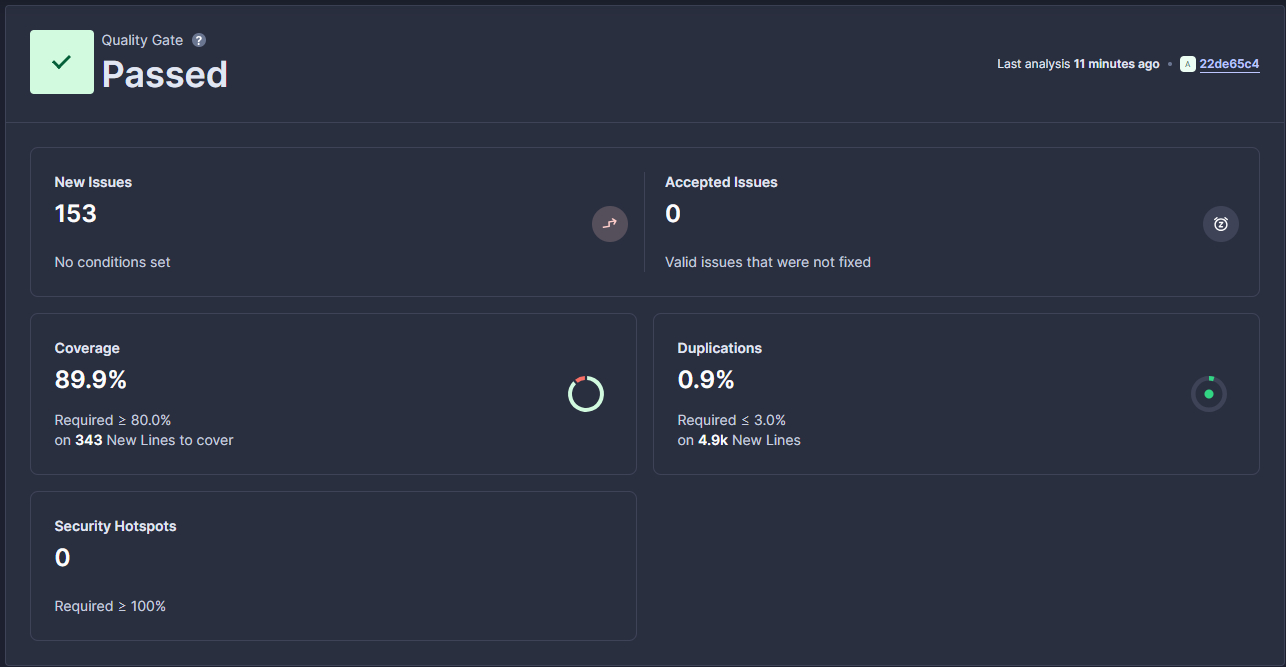 Quality Gate ?
Passed
Last analysis 11 minutes ago • A 22de65c4
New Issues
153
No conditions set
Accepted Issues
0
Valid issues that were not fixed
Coverage
89.9%
Required ≥ 80.0%
on 343 New Lines to cover
Duplications
0.9%
Required ≤ 3.0%
on 4.9k New Lines
Security Hotspots
0
Required ≥ 100%